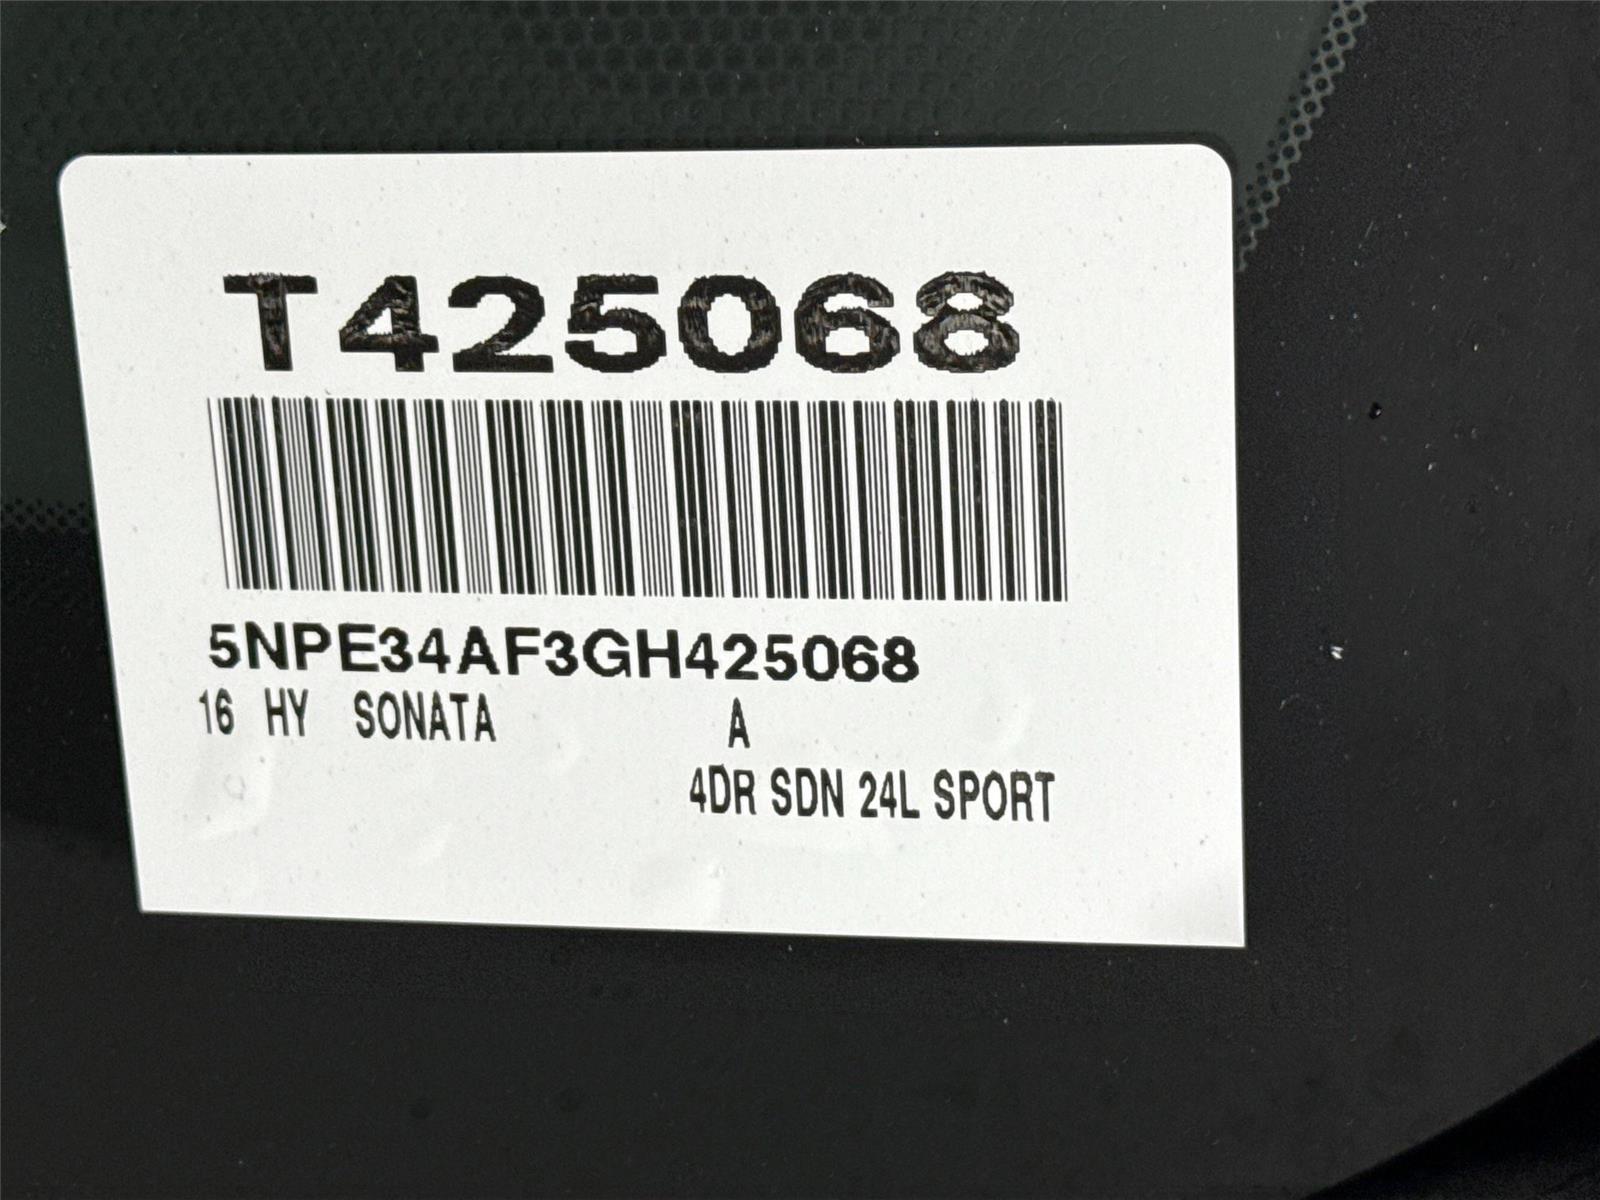 T425068
5NPE34AF3GH425068
16 HY SONATA A
4DR SDN 24L SPORT